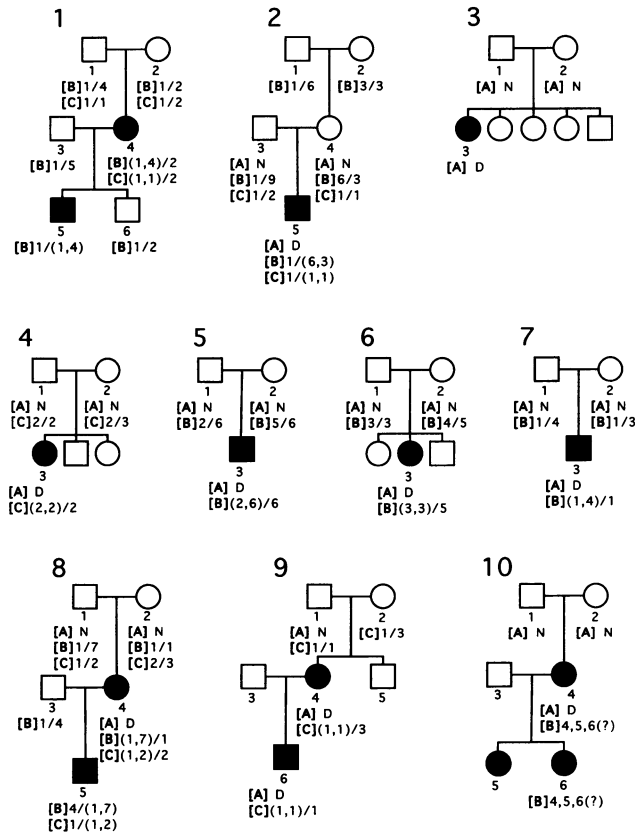 1
2
3
1
2
[B]1/4
[B]1/2
[C]1/1
[C]1/2
3
4
[B]1/5
[B](1,4)/2
[C](1,1)/2
5
6
[B]1/(1,4)
[B]1/2
1
2
[B]1/6
[B]3/3
3
4
[A] N
[A] N
[B]1/9
[B]6/3
[C]1/2
[C]1/1
5
[A] D
[B]1/(6,3)
[C]1/(1,1)
1
2
[A] N
[A] N
3
[A] D
4
5
6
7
1
2
[A] N
[A] N
[C]2/2
[C]2/3
3
[A] D
[C](2,2)/2
1
2
[A] N
[A] N
[B]2/6
[B]5/6
3
[A] D
[B](2,6)/6
1
2
[A] N
[A] N
[B]3/3
[B]4/5
3
[A] D
[B](3,3)/5
1
2
[A] N
[A] N
[B]1/4
[B]1/3
3
[A] D
[B](1,4)/1
8
9
10
1
2
[A] N
[A] N
[B]1/7
[B]1/1
[C]1/2
[C]2/3
3
4
[B]1/4
[A] D
[B](1,7)/1
[C](1,2)/2
5
[B]4/(1,7)
[C]1/(1,2)
1
2
[A] N
[C]1/3
[C]1/1
3
4
5
[A] D
[C](1,1)/3
6
[A] D
[C](1,1)/1
1
2
[A] N
[A] N
3
4
[A] D
[B]4,5,6(?)
5
6
[B]4,5,6(?)